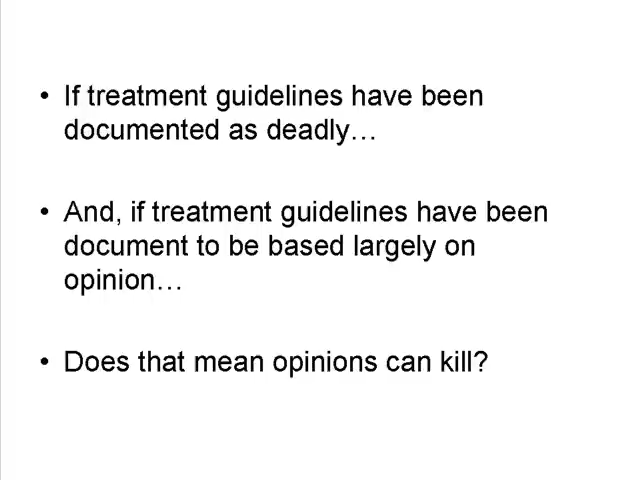 • If treatment guidelines have been
documented as deadly…
• And, if treatment guidelines have been
document to be based largely on
opinion…
• Does that mean opinions can kill?